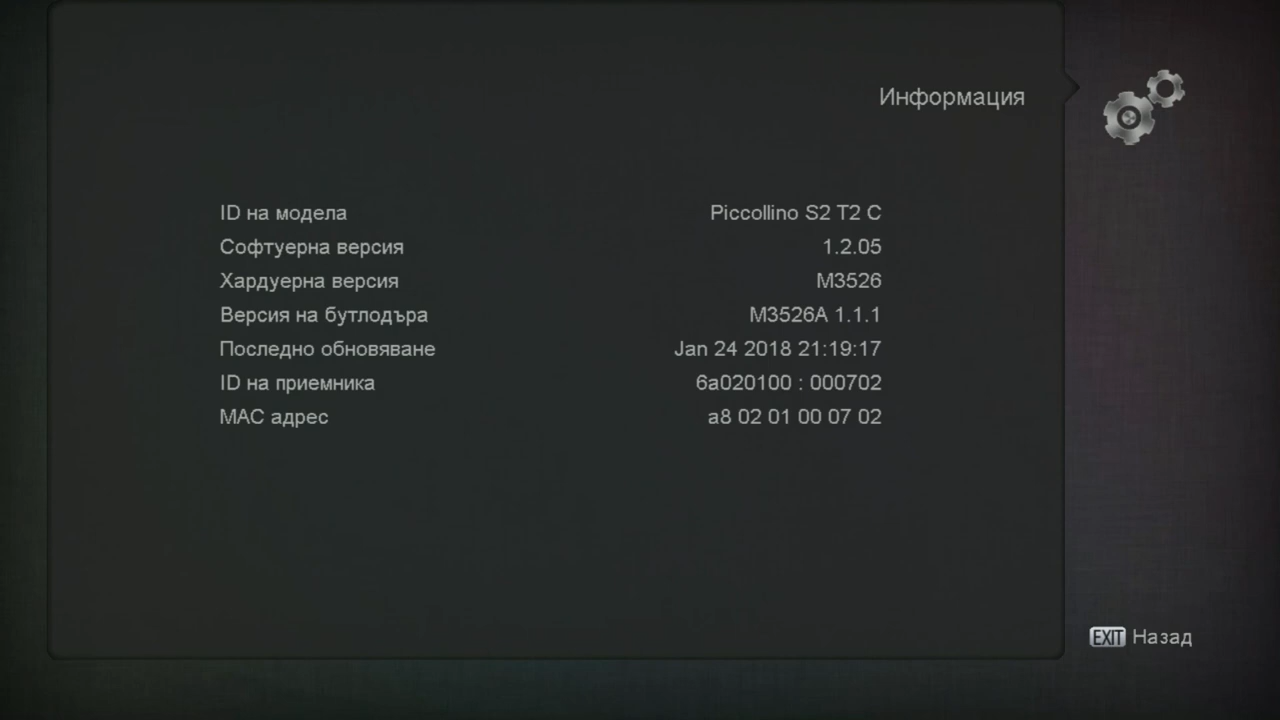 Информация
ID на модела Piccollino S2 T2 C
Софтуерна версия 1.2.05
Хардуерна версия M3526
Версия на бутлодъра M3526A 1.1.1
Последно обновяване Jan 24 2018 21:19:17
ID на приемника 6a020100 : 000702
МАС адрес a8 02 01 00 07 02
EXIT Назад